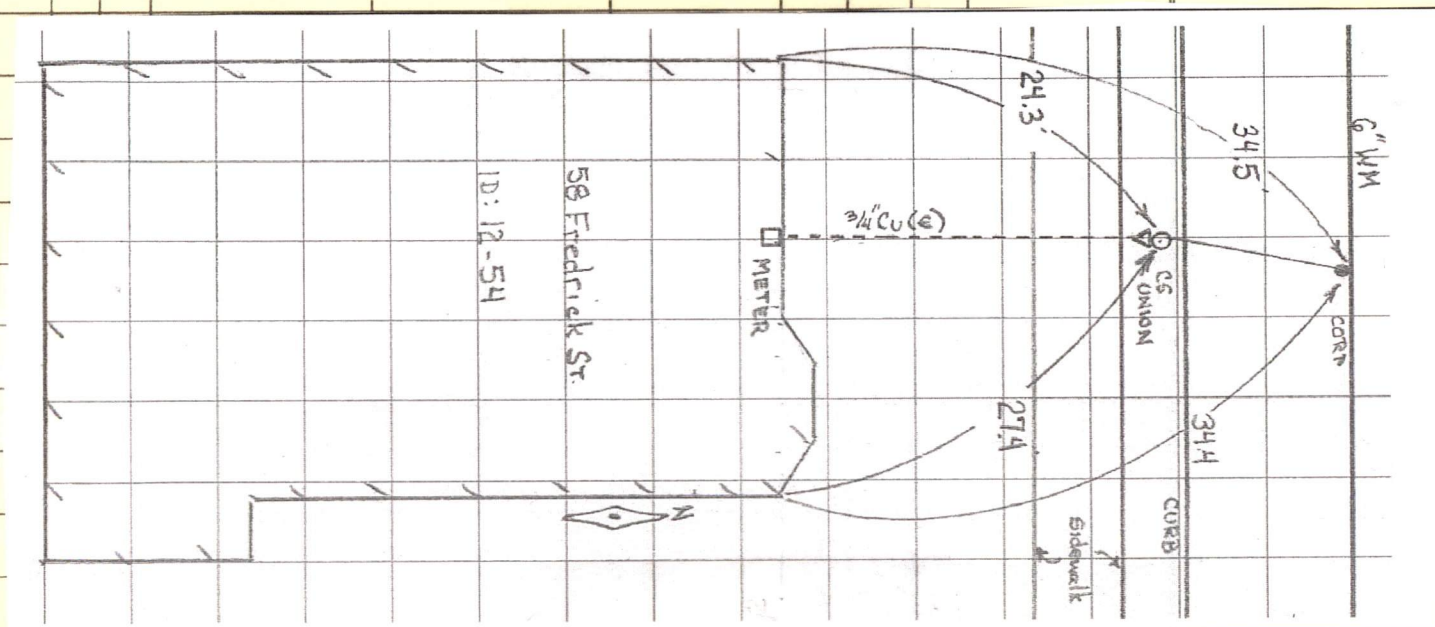 6" WM
34.5'
24.3'
3/4" CU (E)
CS
UNION
CORP
METER
58 Fredrick St.
ID: 12-54
27.4
34.4
CURB
Sidewalk
N